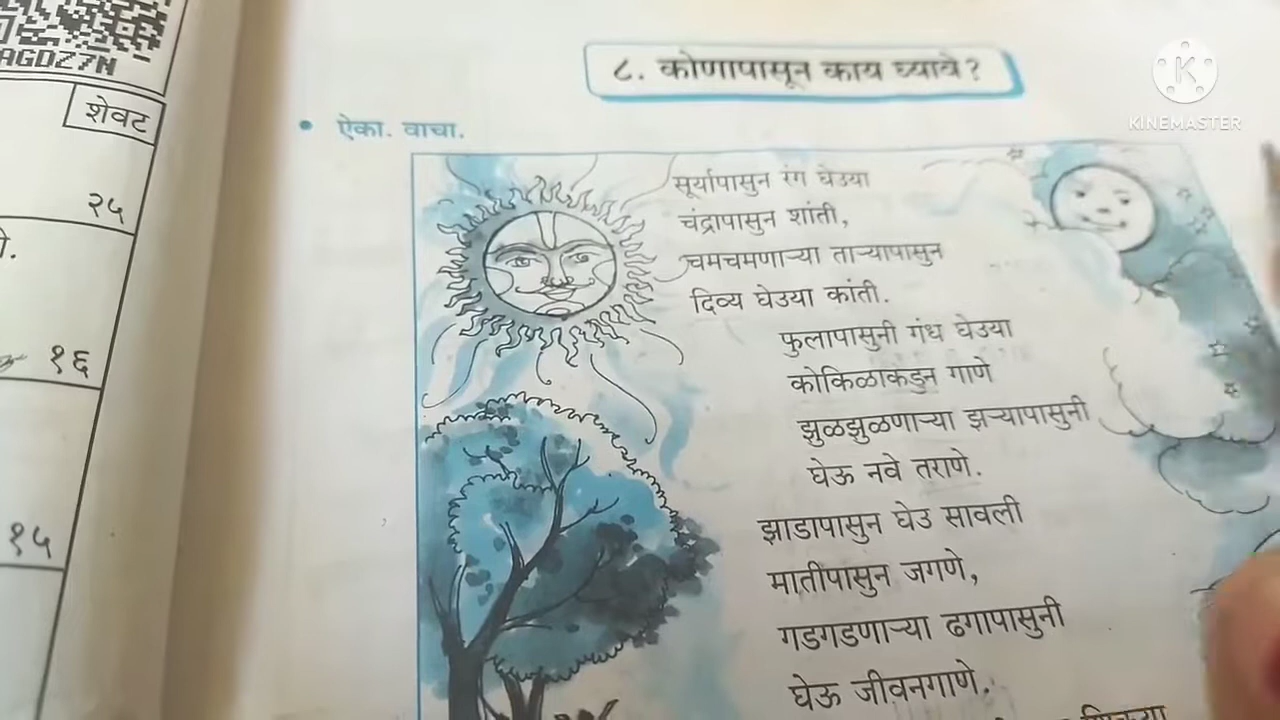 AGDZ7N
शेवट
२५
१६
१५
८. कोणापासून काय घ्यावे?
KINEMASTER
• ऐका. वाचा.
सूर्यापासुन रंग घेउया
चंद्रापासुन शांती,
चमचमणाऱ्या ताऱ्यापासुन
दिव्य घेउया कांती.
फुलापासुनी गंध घेउया
कोकिळाकडुन गाणे
झुळझुळणाऱ्या झऱ्यापासुनी
घेऊ नवे तराणे.
झाडापासुन घेउ सावली
मातीपासुन जगणे,
गडगडणाऱ्या ढगापासुनी
घेऊ जीवनगाणे.